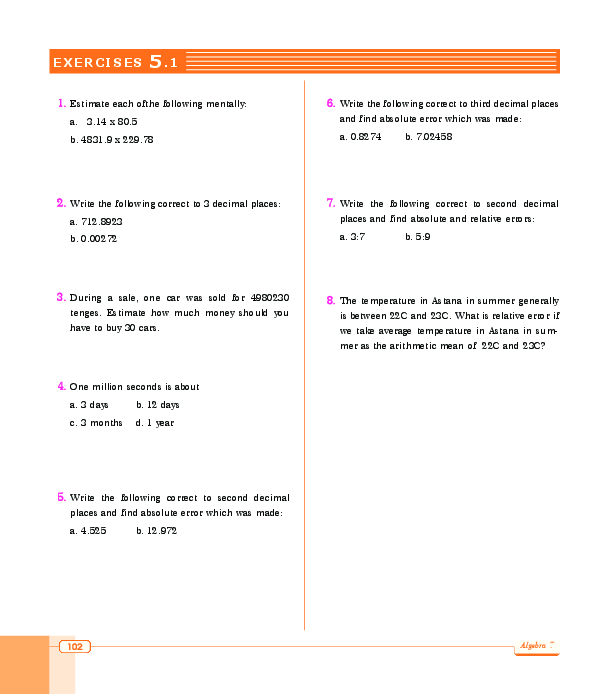 EXERCISES 5.1
1. Estimate each ofthe following mentally:
a. 3.14 x 80.5
b. 4831.9 x 229.78
2. Write the following correct to 3 decimal places:
a. 712.8923
b. 0.00272
3. During a sale, one car was sold for 4980230
tenges. Estimate how much money should you
have to buy 30 cars.
4. One million seconds is about
a. 3 days b. 12 days
c. 3 months d. 1 year
5. Write the following correct to second decimal
places and find absolute error which was made:
a. 4.525 b. 12.972
6. Write the following correct to third decimal places
and find absolute error which was made:
a. 0.8274 b. 7.02458
7. Write the following correct to second decimal
places and find absolute and relative errors:
a. 3:7 b. 5:9
8. The temperature in Astana in summer generally
is between 22C and 23C. What is relative error if
we take average temperature in Astana in sum-
mer as the arithmetic mean of 22C and 23C?
102
Algebra 7